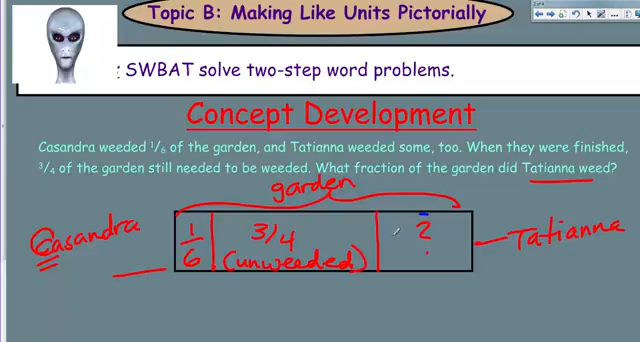 Topic B: Making Like Units Pictorially
SWBAT solve two-step word problems.
Concept Development
Casandra weeded 1/6 of the garden, and Tatianna weeded some, too. When they were finished,
3/4 of the garden still needed to be weeded. What fraction of the garden did Tatianna weed?
garden
Casandra
1/6
3/4
(unweeded)
?
Tatianna